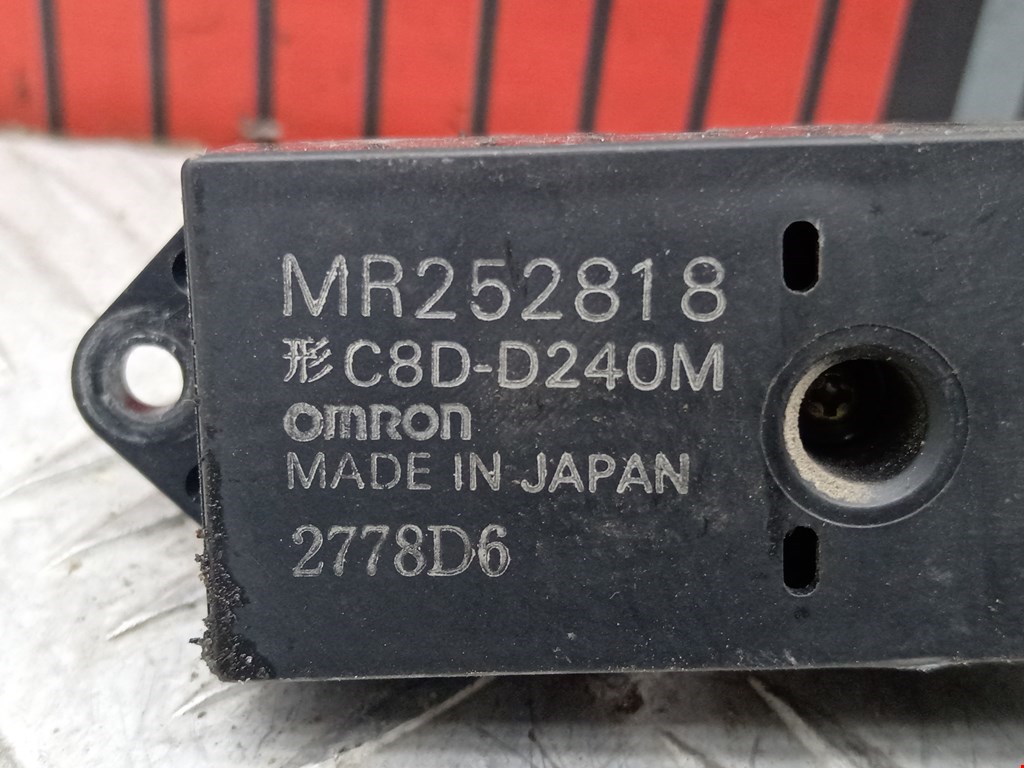 MR252818
形 C8D-D240M
omron
MADE IN JAPAN
2778D6